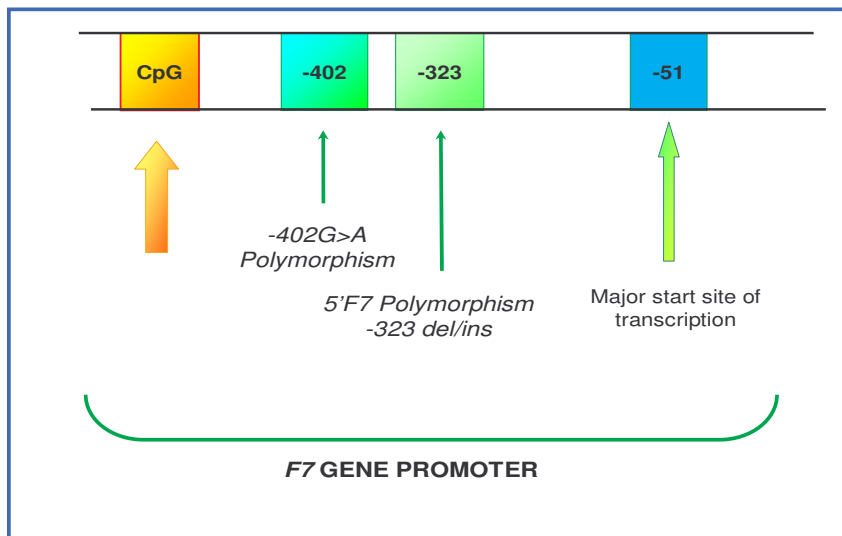 CpG
-402
-323
-51
-402G>A
Polymorphism
5'F7 Polymorphism
-323 del/ins
Major start site of
transcription
F7 GENE PROMOTER